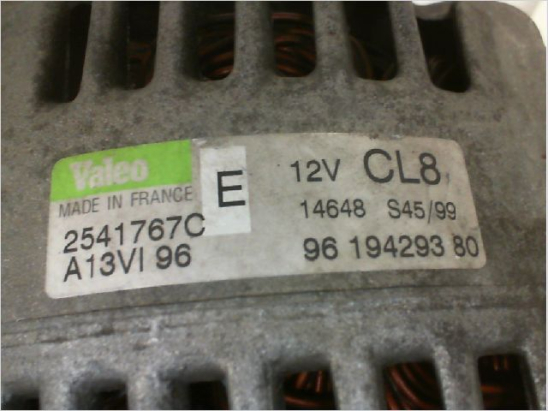 Valeo
MADE IN FRANCE
E
2541767C
A13VI 96
12V CL8
14648 S45/99
96 194293 80